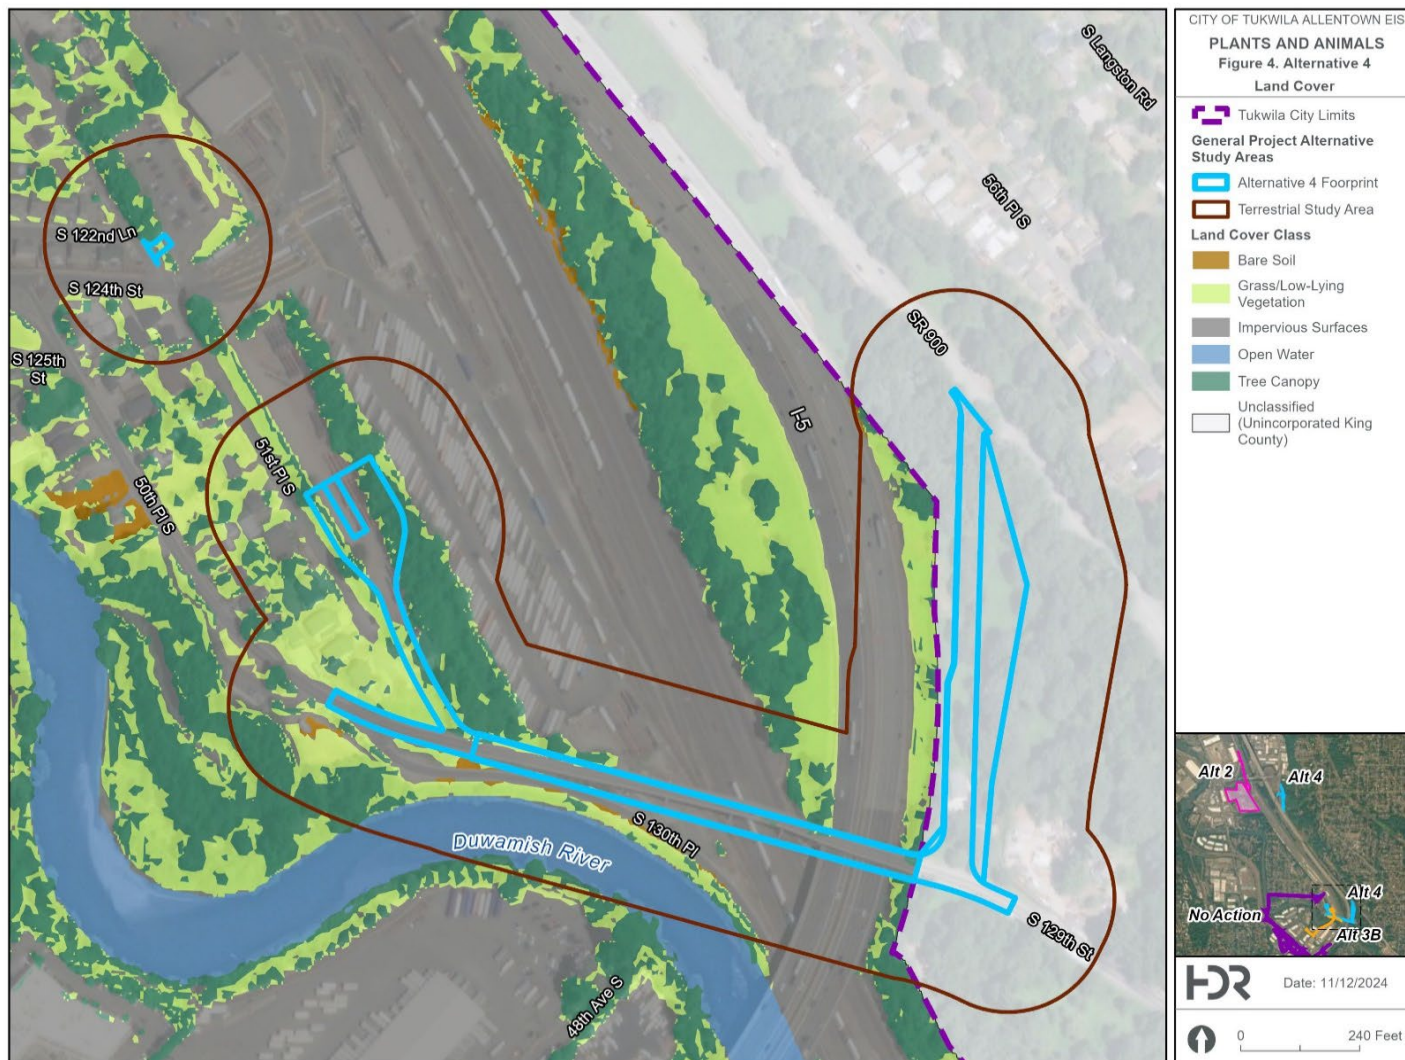 S Langston Rd
56th Pl S
S 122nd Ln
S 124th St
S 125th
St
SR 900
I-5
51st Pl S
50th Pl S
S 130th Pl
Duwamish River
S 129th St
48th Ave S
CITY OF TUKWILA ALLENTOWN EIS
PLANTS AND ANIMALS
Figure 4. Alternative 4
Land Cover
Tukwila City Limits
General Project Alternative
Study Areas
Alternative 4 Foorprint
Terrestrial Study Area
Land Cover Class
Bare Soil
Grass/Low-Lying
Vegetation
Impervious Surfaces
Open Water
Tree Canopy
Unclassified
(Unincorporated King
County)
Alt 2
Alt 4
Alt 4
No Action
Alt 3B
HDR
Date: 11/12/2024
0 240 Feet